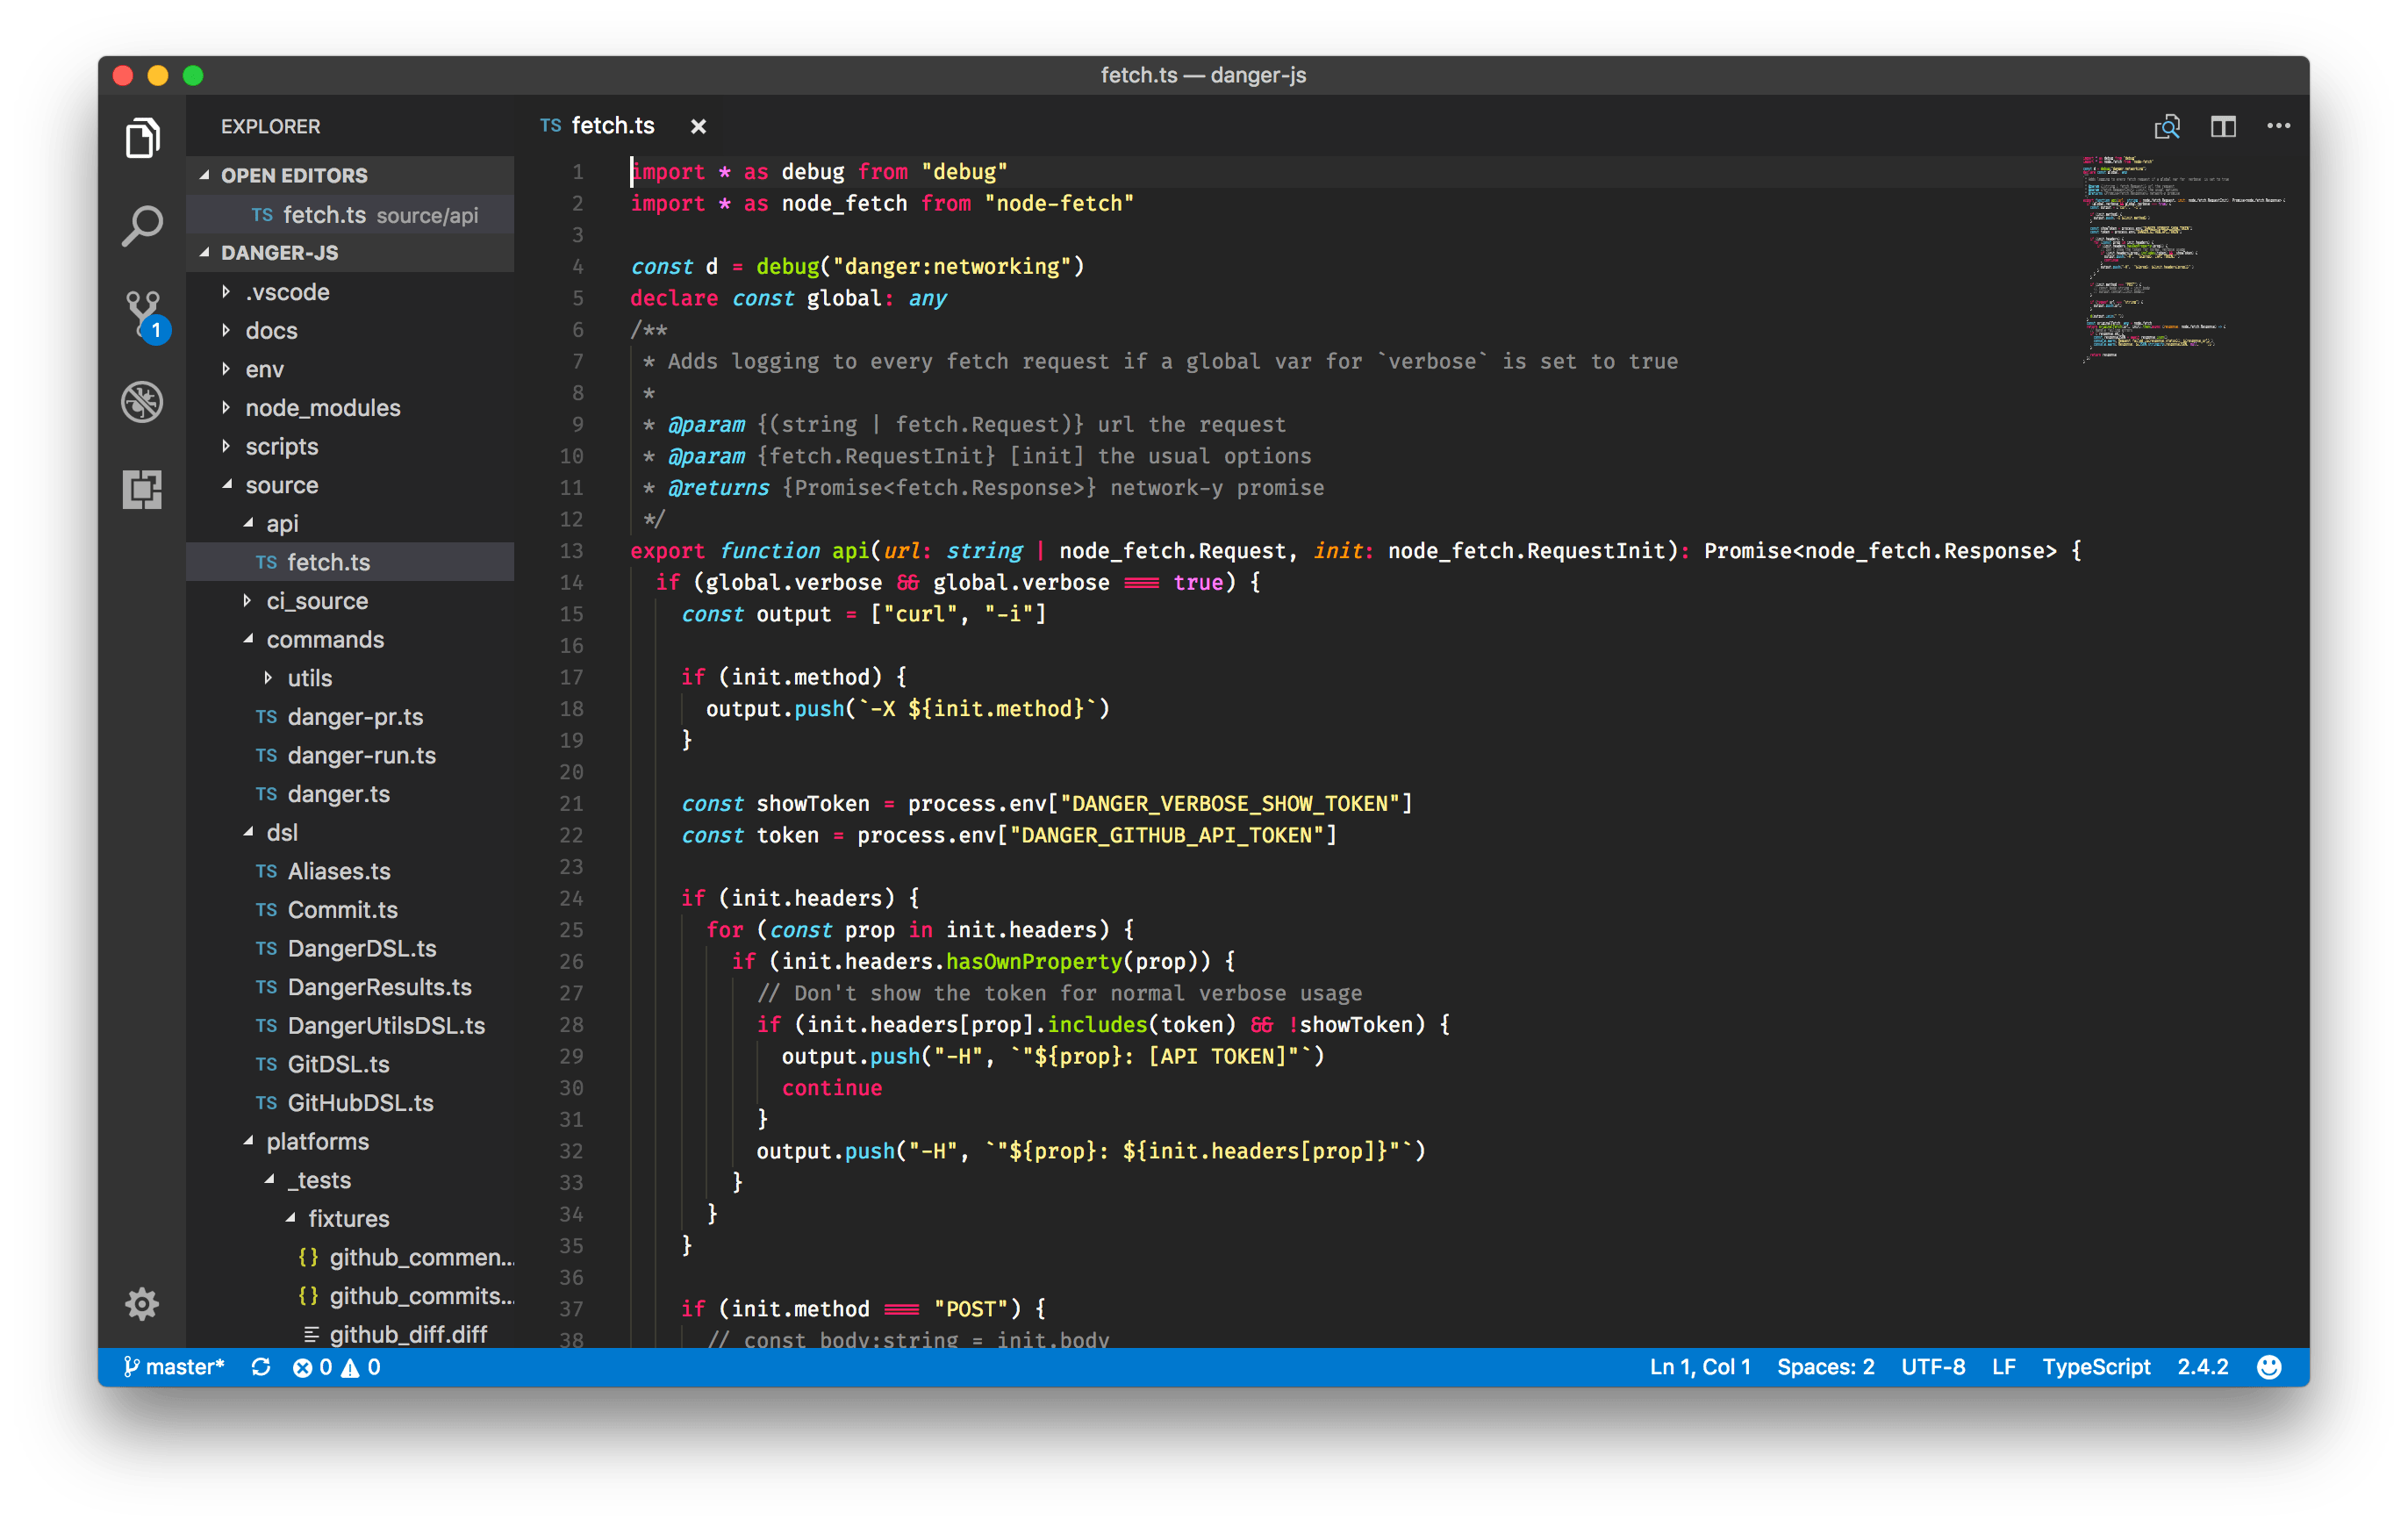 fetch.ts — danger-js
EXPLORER
OPEN EDITORS
TS fetch.ts source/api
DANGER-JS
.vscode
docs
env
node_modules
scripts
source
api
TS fetch.ts
ci_source
commands
utils
TS danger-pr.ts
TS danger-run.ts
TS danger.ts
dsl
TS Aliases.ts
TS Commit.ts
TS DangerDSL.ts
TS DangerResults.ts
TS DangerUtilsDSL.ts
TS GitDSL.ts
TS GitHubDSL.ts
platforms
_tests
fixtures
{} github_commen...
{} github_commits...
github_diff.diff
1
TS fetch.ts ×
1 import * as debug from "debug"
2 import * as node_fetch from "node-fetch"
3
4 const d = debug("danger:networking")
5 declare const global: any
6 /**
7 * Adds logging to every fetch request if a global var for `verbose` is set to true
8 *
9 * @param {(string | fetch.Request)} url the request
10 * @param {fetch.RequestInit} [init] the usual options
11 * @returns {Promise<fetch.Response>} network-y promise
12 */
13 export function api(url: string | node_fetch.Request, init: node_fetch.RequestInit): Promise<node_fetch.Response> {
14 if (global.verbose && global.verbose === true) {
15 const output = ["curl", "-i"]
16
17 if (init.method) {
18 output.push(`-X ${init.method}`)
19 }
20
21 const showToken = process.env["DANGER_VERBOSE_SHOW_TOKEN"]
22 const token = process.env["DANGER_GITHUB_API_TOKEN"]
23
24 if (init.headers) {
25 for (const prop in init.headers) {
26 if (init.headers.hasOwnProperty(prop)) {
27 // Don't show the token for normal verbose usage
28 if (init.headers[prop].includes(token) && !showToken) {
29 output.push("-H", `"${prop}: [API TOKEN]"`)
30 continue
31 }
32 output.push("-H", `"${prop}: ${init.headers[prop]}"`)
33 }
34 }
35 }
36
37 if (init.method === "POST") {
38 // const body:string = init.body
master* 0 0
Ln 1, Col 1 Spaces: 2 UTF-8 LF TypeScript 2.4.2